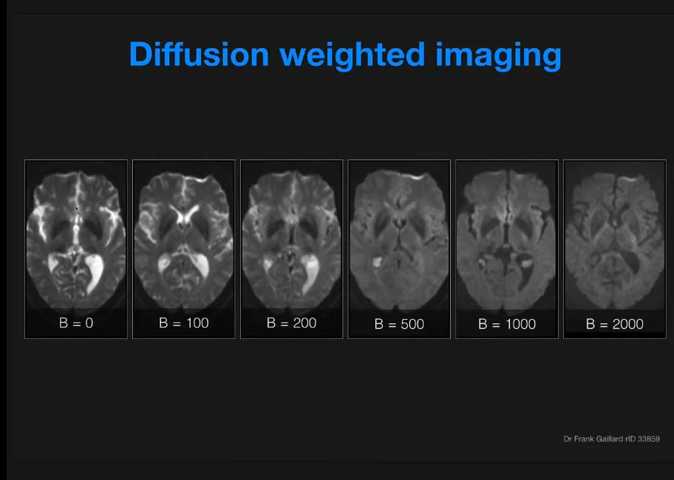 Diffusion weighted imaging
B = 0
B = 100
B = 200
B = 500
B = 1000
B = 2000
Dr Frank Gaillard rID 33859